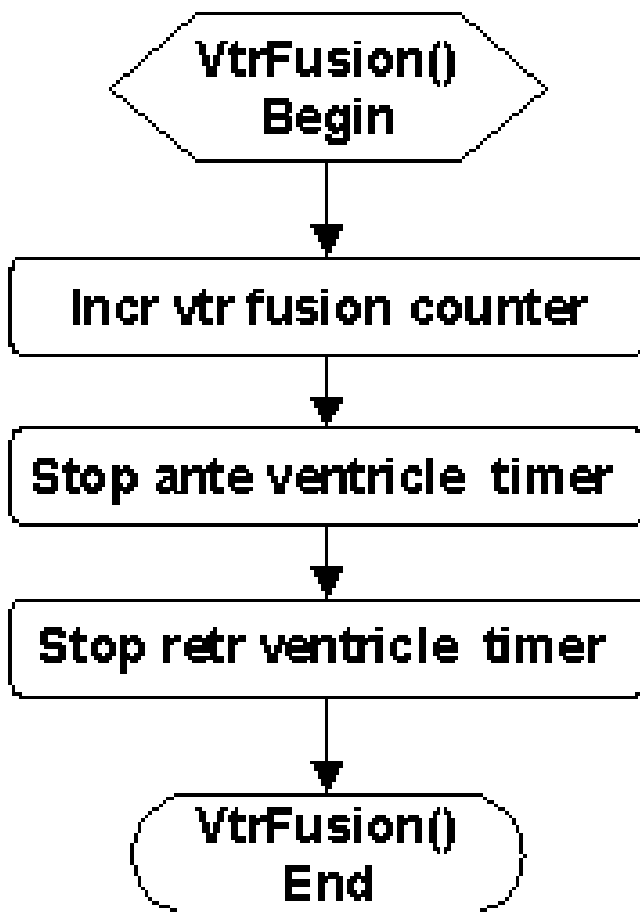 VtrFusion()
Begin
Incr vtr fusion counter
Stop ante ventricle timer
Stop retr ventricle timer
VtrFusion()
End